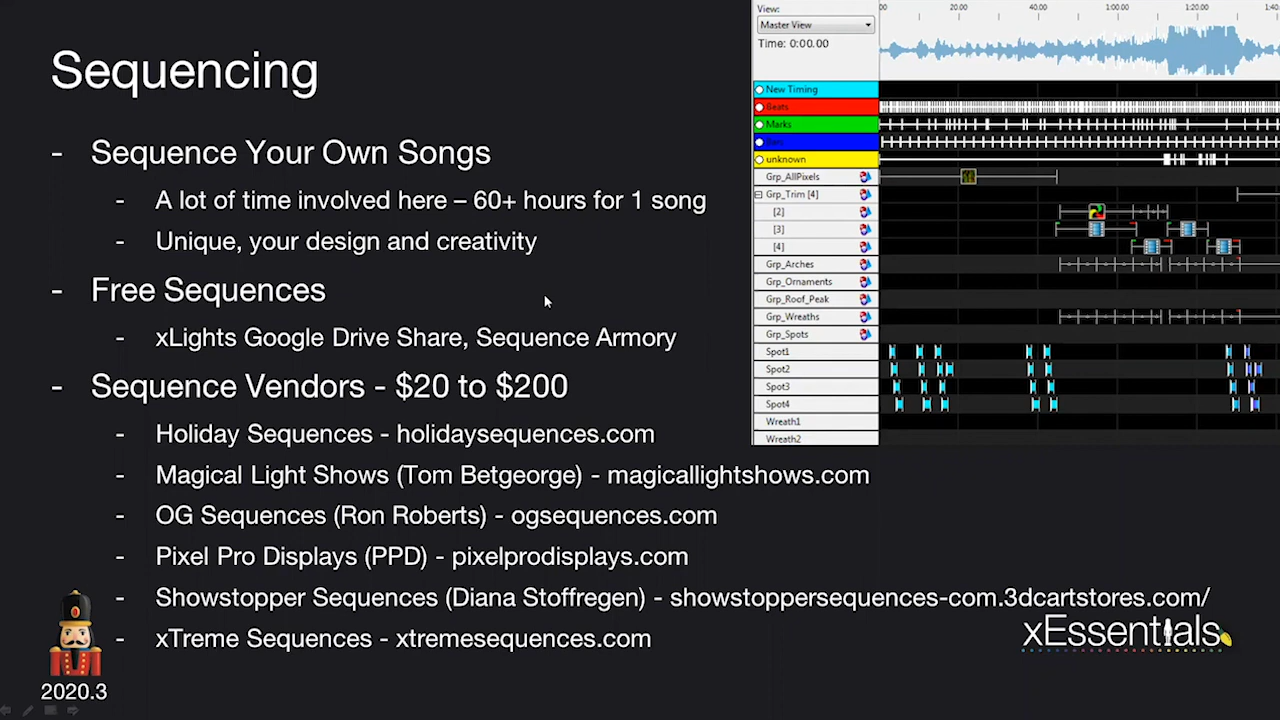 Sequencing
- Sequence Your Own Songs
- A lot of time involved here – 60+ hours for 1 song
- Unique, your design and creativity
- Free Sequences
- xLights Google Drive Share, Sequence Armory
- Sequence Vendors - $20 to $200
- Holiday Sequences - holidaysequences.com
- Magical Light Shows (Tom Betgeorge) - magicallightshows.com
- OG Sequences (Ron Roberts) - ogsequences.com
- Pixel Pro Displays (PPD) - pixelprodisplays.com
- Showstopper Sequences (Diana Stoffregen) - showstoppersequences-com.3dcartstores.com/
- xTreme Sequences - xtremesequences.com
2020.3
xEssentials
View:
Master View
Time: 0:00.00
00 20.00 40.00 1:00.00 1:20.00 1:40
New Timing
Beats
Marks
Bars
unknown
Grp_AllPixels
Grp_Trim [4]
[2]
[3]
[4]
Grp_Arches
Grp_Ornaments
Grp_Roof_Peak
Grp_Wreaths
Grp_Spots
Spot1
Spot2
Spot3
Spot4
Wreath1
Wreath2